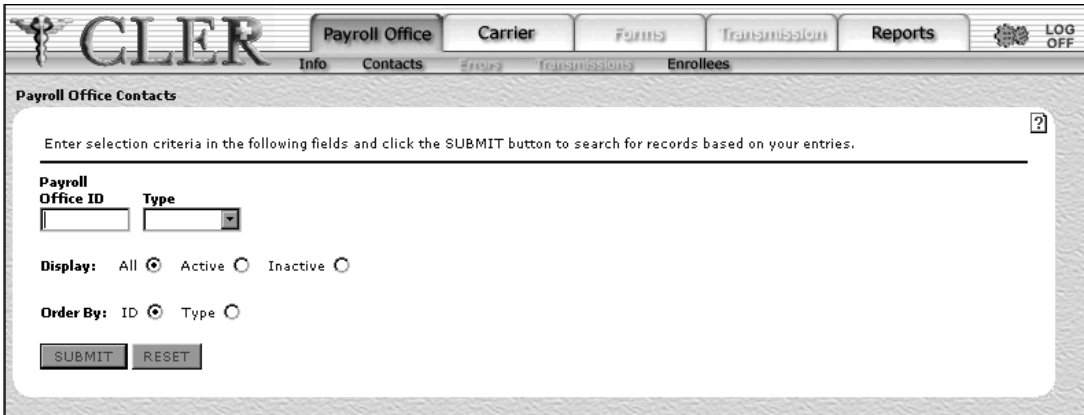 CLER
Payroll Office Carrier Forms Transmission Reports LOG OFF
Info Contacts Errors Transmissions Enrollees
Payroll Office Contacts
?
Enter selection criteria in the following fields and click the SUBMIT button to search for records based on your entries.
Payroll
Office ID Type
Display: All Active Inactive
Order By: ID Type
SUBMIT RESET